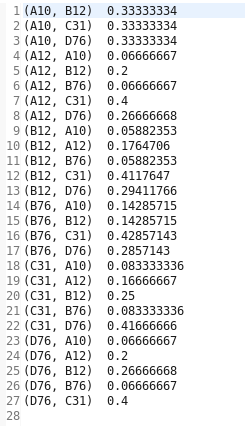 1 (A10, B12) 0.33333334
2 (A10, C31) 0.33333334
3 (A10, D76) 0.33333334
4 (A12, A10) 0.06666667
5 (A12, B12) 0.2
6 (A12, B76) 0.06666667
7 (A12, C31) 0.4
8 (A12, D76) 0.26666668
9 (B12, A10) 0.05882353
10 (B12, A12) 0.1764706
11 (B12, B76) 0.05882353
12 (B12, C31) 0.4117647
13 (B12, D76) 0.29411766
14 (B76, A10) 0.14285715
15 (B76, B12) 0.14285715
16 (B76, C31) 0.42857143
17 (B76, D76) 0.2857143
18 (C31, A10) 0.083333336
19 (C31, A12) 0.16666667
20 (C31, B12) 0.25
21 (C31, B76) 0.083333336
22 (C31, D76) 0.41666666
23 (D76, A10) 0.06666667
24 (D76, A12) 0.2
25 (D76, B12) 0.26666668
26 (D76, B76) 0.06666667
27 (D76, C31) 0.4
28